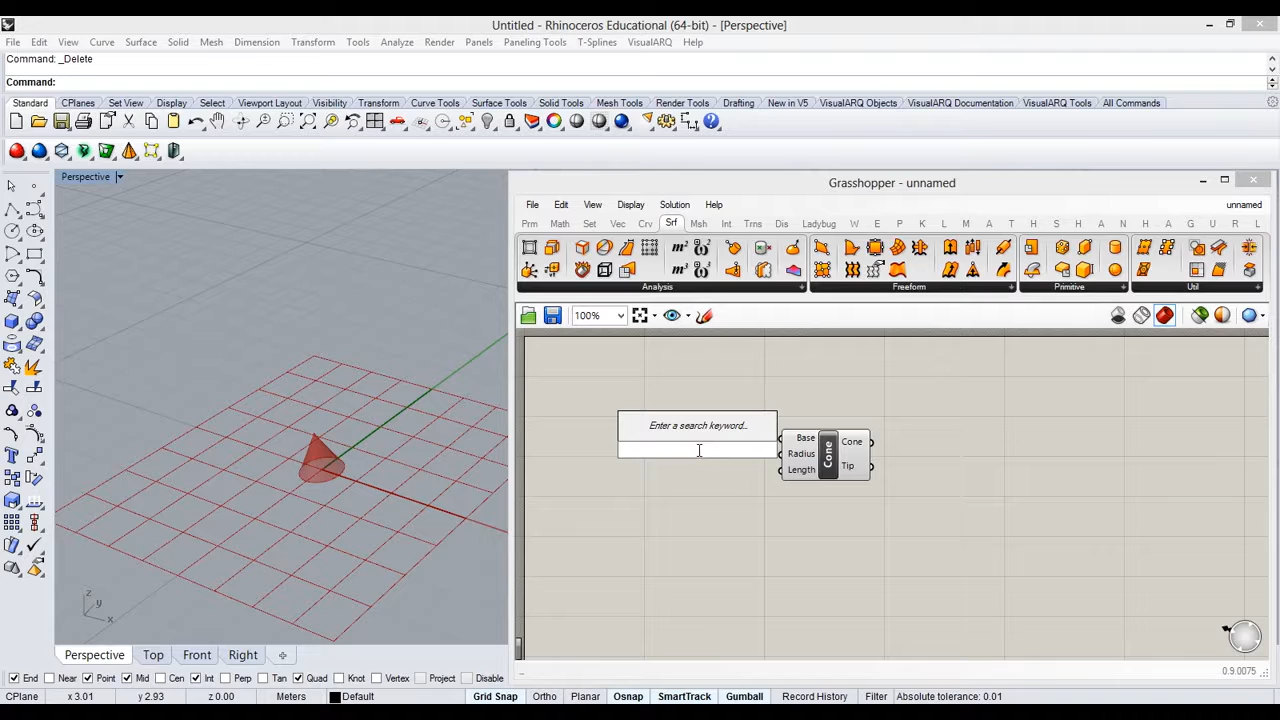 Untitled - Rhinoceros Educational (64-bit) - [Perspective]
File Edit View Curve Surface Solid Mesh Dimension Transform Tools Analyze Render Panels Paneling Tools T-Splines VisualARQ Help
Command: _Delete
Command:
Standard CPlanes Set View Display Select Viewport Layout Visibility Transform Curve Tools Surface Tools Solid Tools Mesh Tools Render Tools Drafting New in V5 VisualARQ Objects VisualARQ Documentation VisualARQ Tools All Commands
Perspective
Grasshopper - unnamed
File Edit View Display Solution Help unnamed
Prm Math Set Vec Crv Srf Msh Int Trns Dis Ladybug W E P K L M A T S H H A G U R L
m² m³
Analysis Freeform Primitive Util
100%
Enter a search keyword...
Base
Radius
Length
Cone
Cone
Tip
z
y
x
Perspective Top Front Right
End Near Point Mid Cen Int Perp Tan Quad Knot Vertex Project Disable
0.9.0075
CPlane x 3.01 y 2.93 z 0.00 Meters Default Grid Snap Ortho Planar Osnap SmartTrack Gumball Record History Filter Absolute tolerance: 0.01